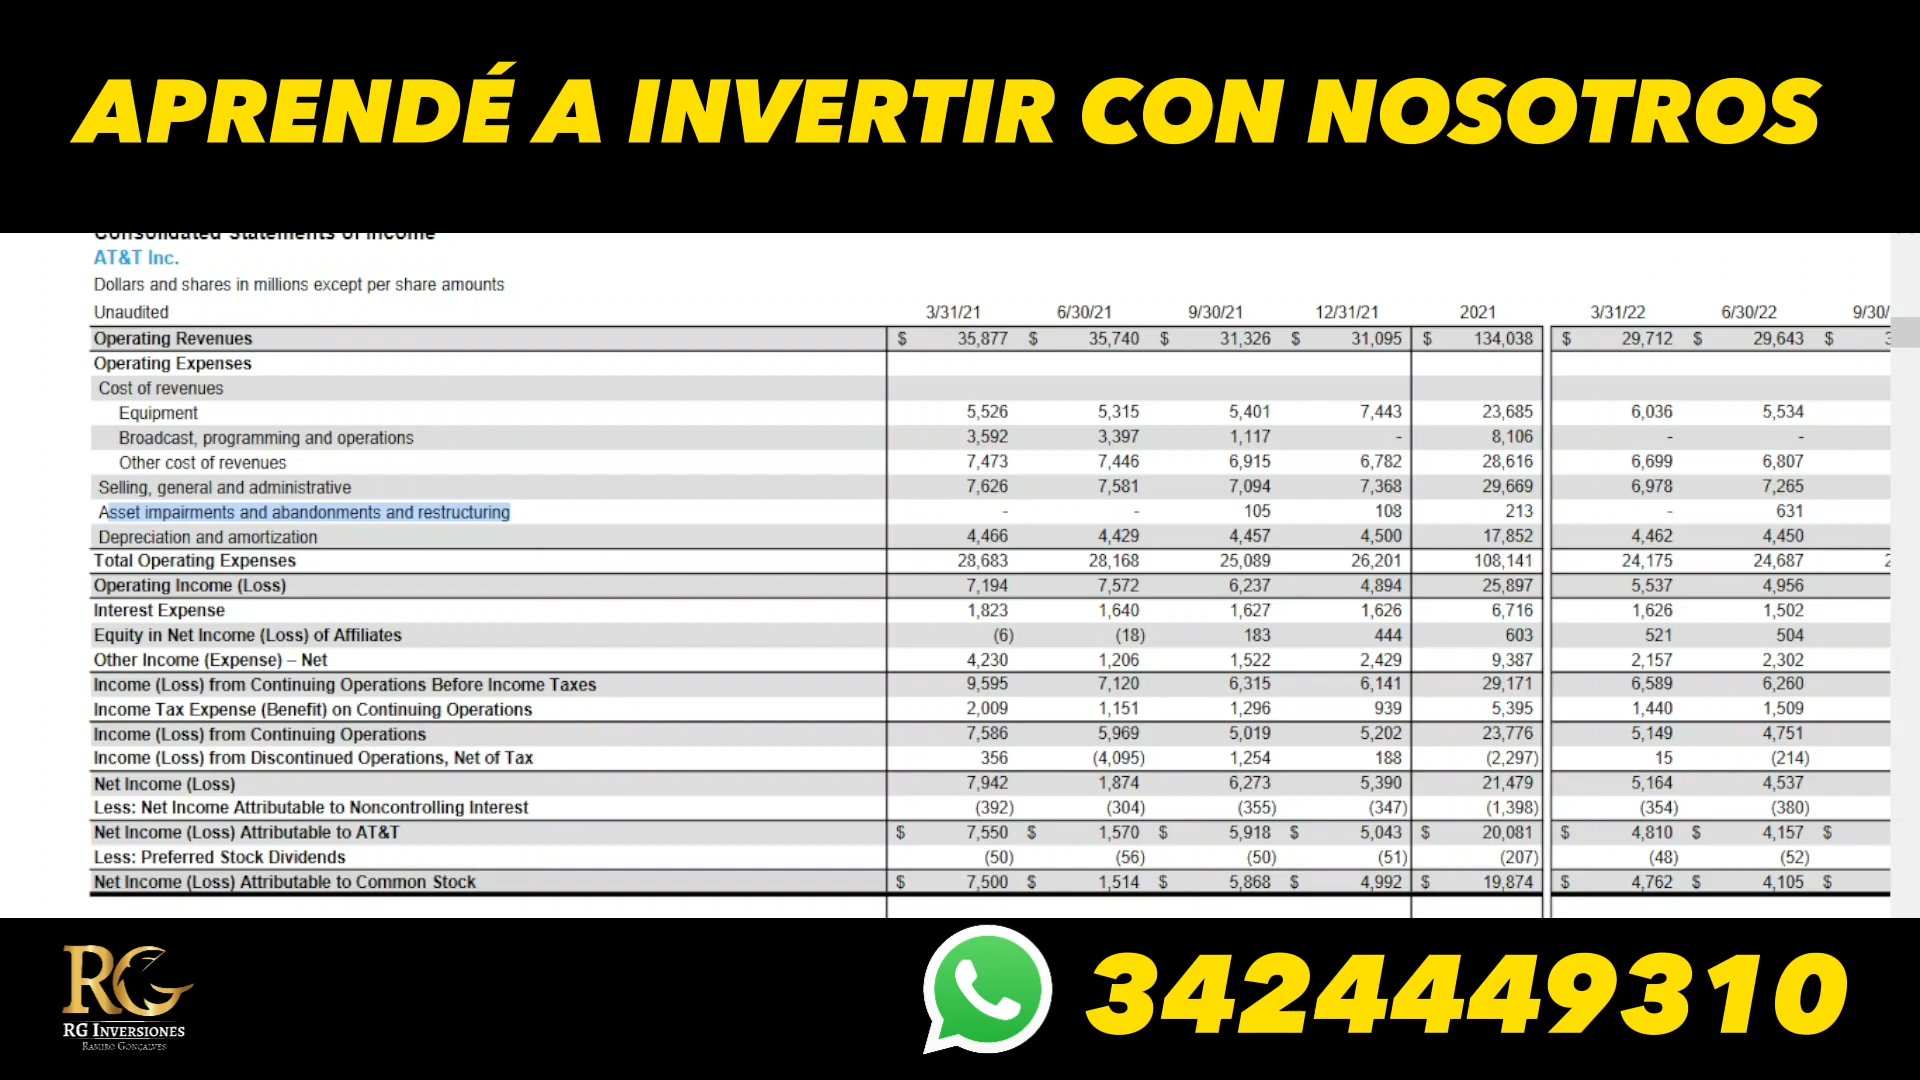 APRENDÉ A INVERTIR CON NOSOTROS
Consolidated Statements of Income
AT&T Inc.
Dollars and shares in millions except per share amounts
Unaudited 3/31/21 6/30/21 9/30/21 12/31/21 2021 3/31/22 6/30/22 9/30/
Operating Revenues $ 35,877 $ 35,740 $ 31,326 $ 31,095 $ 134,038 $ 29,712 $ 29,643 $
Operating Expenses
Cost of revenues
Equipment 5,526 5,315 5,401 7,443 23,685 6,036 5,534
Broadcast, programming and operations 3,592 3,397 1,117 - 8,106 - -
Other cost of revenues 7,473 7,446 6,915 6,782 28,616 6,699 6,807
Selling, general and administrative 7,626 7,581 7,094 7,368 29,669 6,978 7,265
Asset impairments and abandonments and restructuring - - 105 108 213 - 631
Depreciation and amortization 4,466 4,429 4,457 4,500 17,852 4,462 4,450
Total Operating Expenses 28,683 28,168 25,089 26,201 108,141 24,175 24,687
Operating Income (Loss) 7,194 7,572 6,237 4,894 25,897 5,537 4,956
Interest Expense 1,823 1,640 1,627 1,626 6,716 1,626 1,502
Equity in Net Income (Loss) of Affiliates (6) (18) 183 444 603 521 504
Other Income (Expense) – Net 4,230 1,206 1,522 2,429 9,387 2,157 2,302
Income (Loss) from Continuing Operations Before Income Taxes 9,595 7,120 6,315 6,141 29,171 6,589 6,260
Income Tax Expense (Benefit) on Continuing Operations 2,009 1,151 1,296 939 5,395 1,440 1,509
Income (Loss) from Continuing Operations 7,586 5,969 5,019 5,202 23,776 5,149 4,751
Income (Loss) from Discontinued Operations, Net of Tax 356 (4,095) 1,254 188 (2,297) 15 (214)
Net Income (Loss) 7,942 1,874 6,273 5,390 21,479 5,164 4,537
Less: Net Income Attributable to Noncontrolling Interest (392) (304) (355) (347) (1,398) (354) (380)
Net Income (Loss) Attributable to AT&T $ 7,550 $ 1,570 $ 5,918 $ 5,043 $ 20,081 $ 4,810 $ 4,157 $
Less: Preferred Stock Dividends (50) (56) (50) (51) (207) (48) (52)
Net Income (Loss) Attributable to Common Stock $ 7,500 $ 1,514 $ 5,868 $ 4,992 $ 19,874 $ 4,762 $ 4,105 $
RG
RG INVERSIONES
RAMIRO GONÇALVES
3424449310